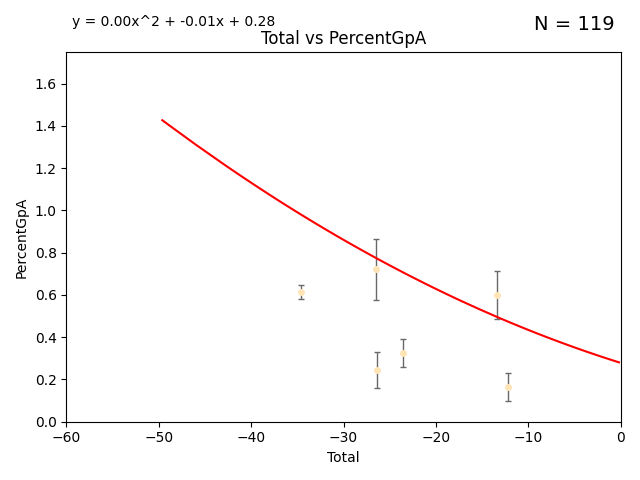 y = 0.00x^2 + -0.01x + 0.28
N = 119
Total vs PercentGpA
1.6
1.4
1.2
1.0
0.8
0.6
0.4
0.2
0.0
PercentGpA
−60 −50 −40 −30 −20 −10 0
Total